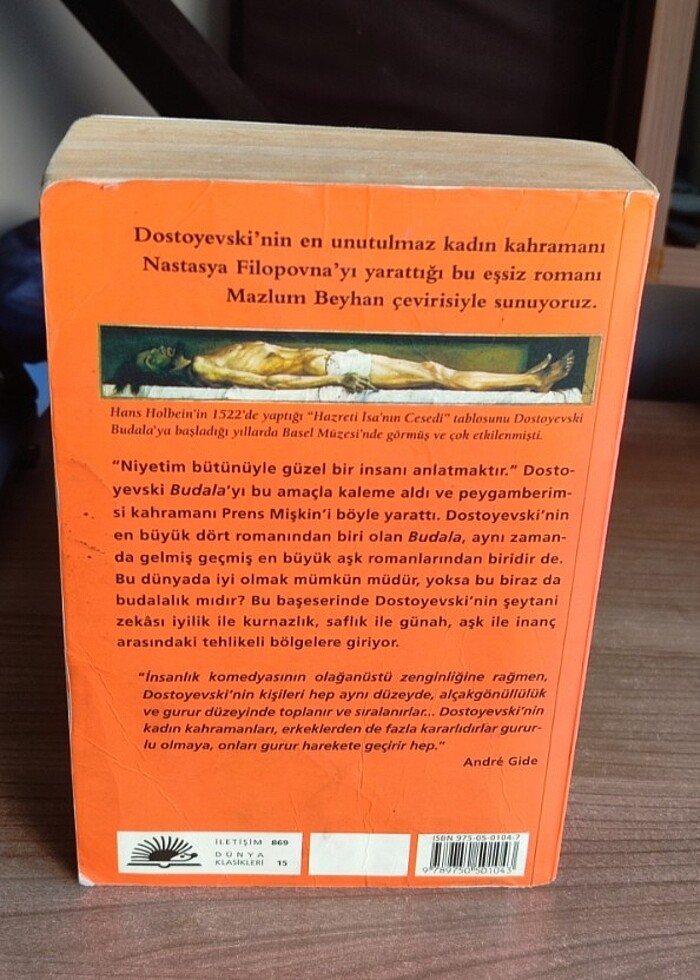 Dostoyevski'nin en unutulmaz kadın kahramanı
Nastasya Filopovna'yı yarattığı bu eşsiz romanı
Mazlum Beyhan çevirisiyle sunuyoruz.
Hans Holbein'in 1522'de yaptığı "Hazreti İsa'nın Cesedi" tablosunu Dostoyevski
Budala'ya başladığı yıllarda Basel Müzesi'nde görmüş ve çok etkilenmişti.
"Niyetim bütünüyle güzel bir insanı anlatmaktır." Dosto-
yevski Budala'yı bu amaçla kaleme aldı ve peygamberim-
si kahramanı Prens Mişkin'i böyle yarattı. Dostoyevski'nin
en büyük dört romanından biri olan Budala, aynı zaman-
da gelmiş geçmiş en büyük aşk romanlarından biridir de.
Bu dünyada iyi olmak mümkün müdür, yoksa bu biraz da
budalalık mıdır? Bu başeserinde Dostoyevski'nin şeytani
zekâsı iyilik ile kurnazlık, saflık ile günah, aşk ile inanç
arasındaki tehlikeli bölgelere giriyor.
"İnsanlık komedyasının olağanüstü zenginliğine rağmen,
Dostoyevski'nin kişileri hep aynı düzeyde, alçakgönüllülük
ve gurur düzeyinde toplanır ve sıralanırlar... Dostoyevski'nin
kadın kahramanları, erkeklerden de fazla kararlıdırlar gurur-
lu olmaya, onları gurur harekete geçirir hep."
André Gide
İLETİŞİM 869
DÜNYA
KLASİKLERİ 15
ISBN 975-05-0104-7
9 789750 501043